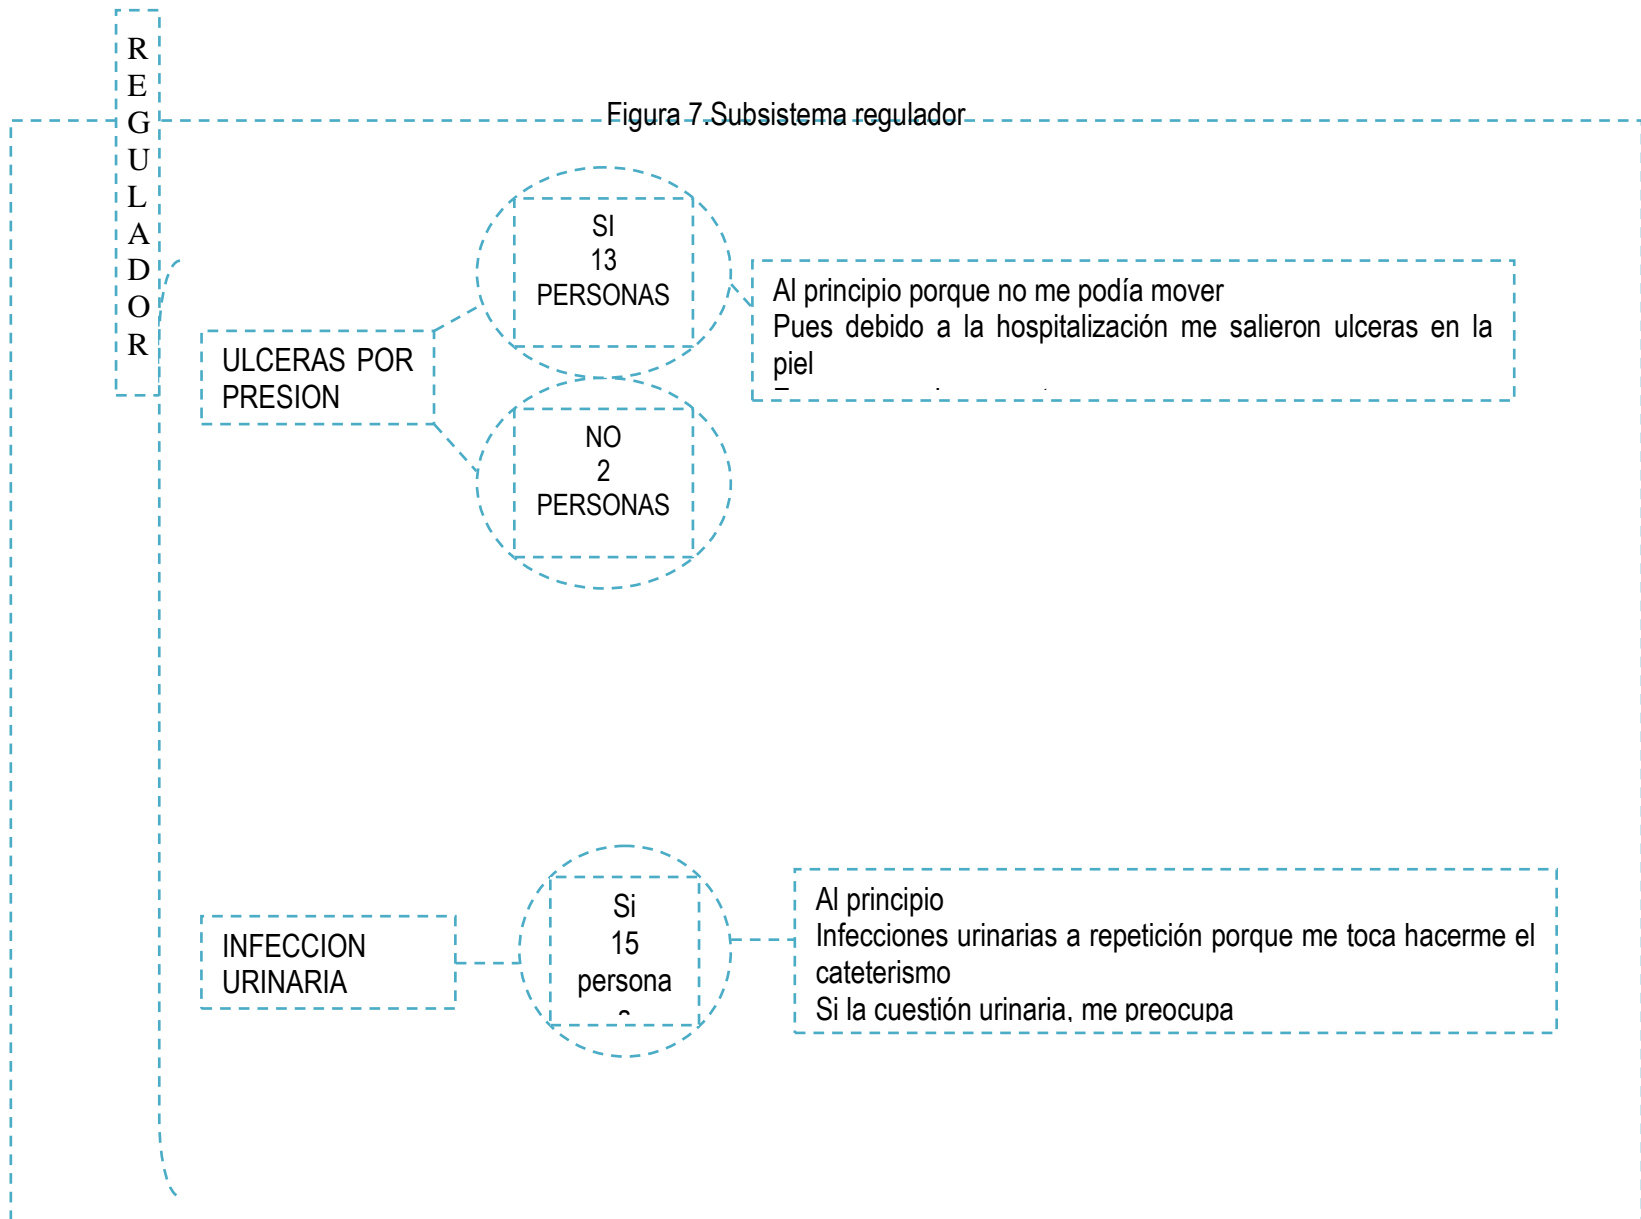 REGULADOR
Figura 7.Subsistema regulador
SI
13
PERSONAS
Al principio porque no me podía mover
Pues debido a la hospitalización me salieron ulceras en la
piel
ULCERAS POR
PRESION
NO
2
PERSONAS
INFECCION
URINARIA
Si
15
persona
Al principio
Infecciones urinarias a repetición porque me toca hacerme el
cateterismo
Si la cuestión urinaria, me preocupa